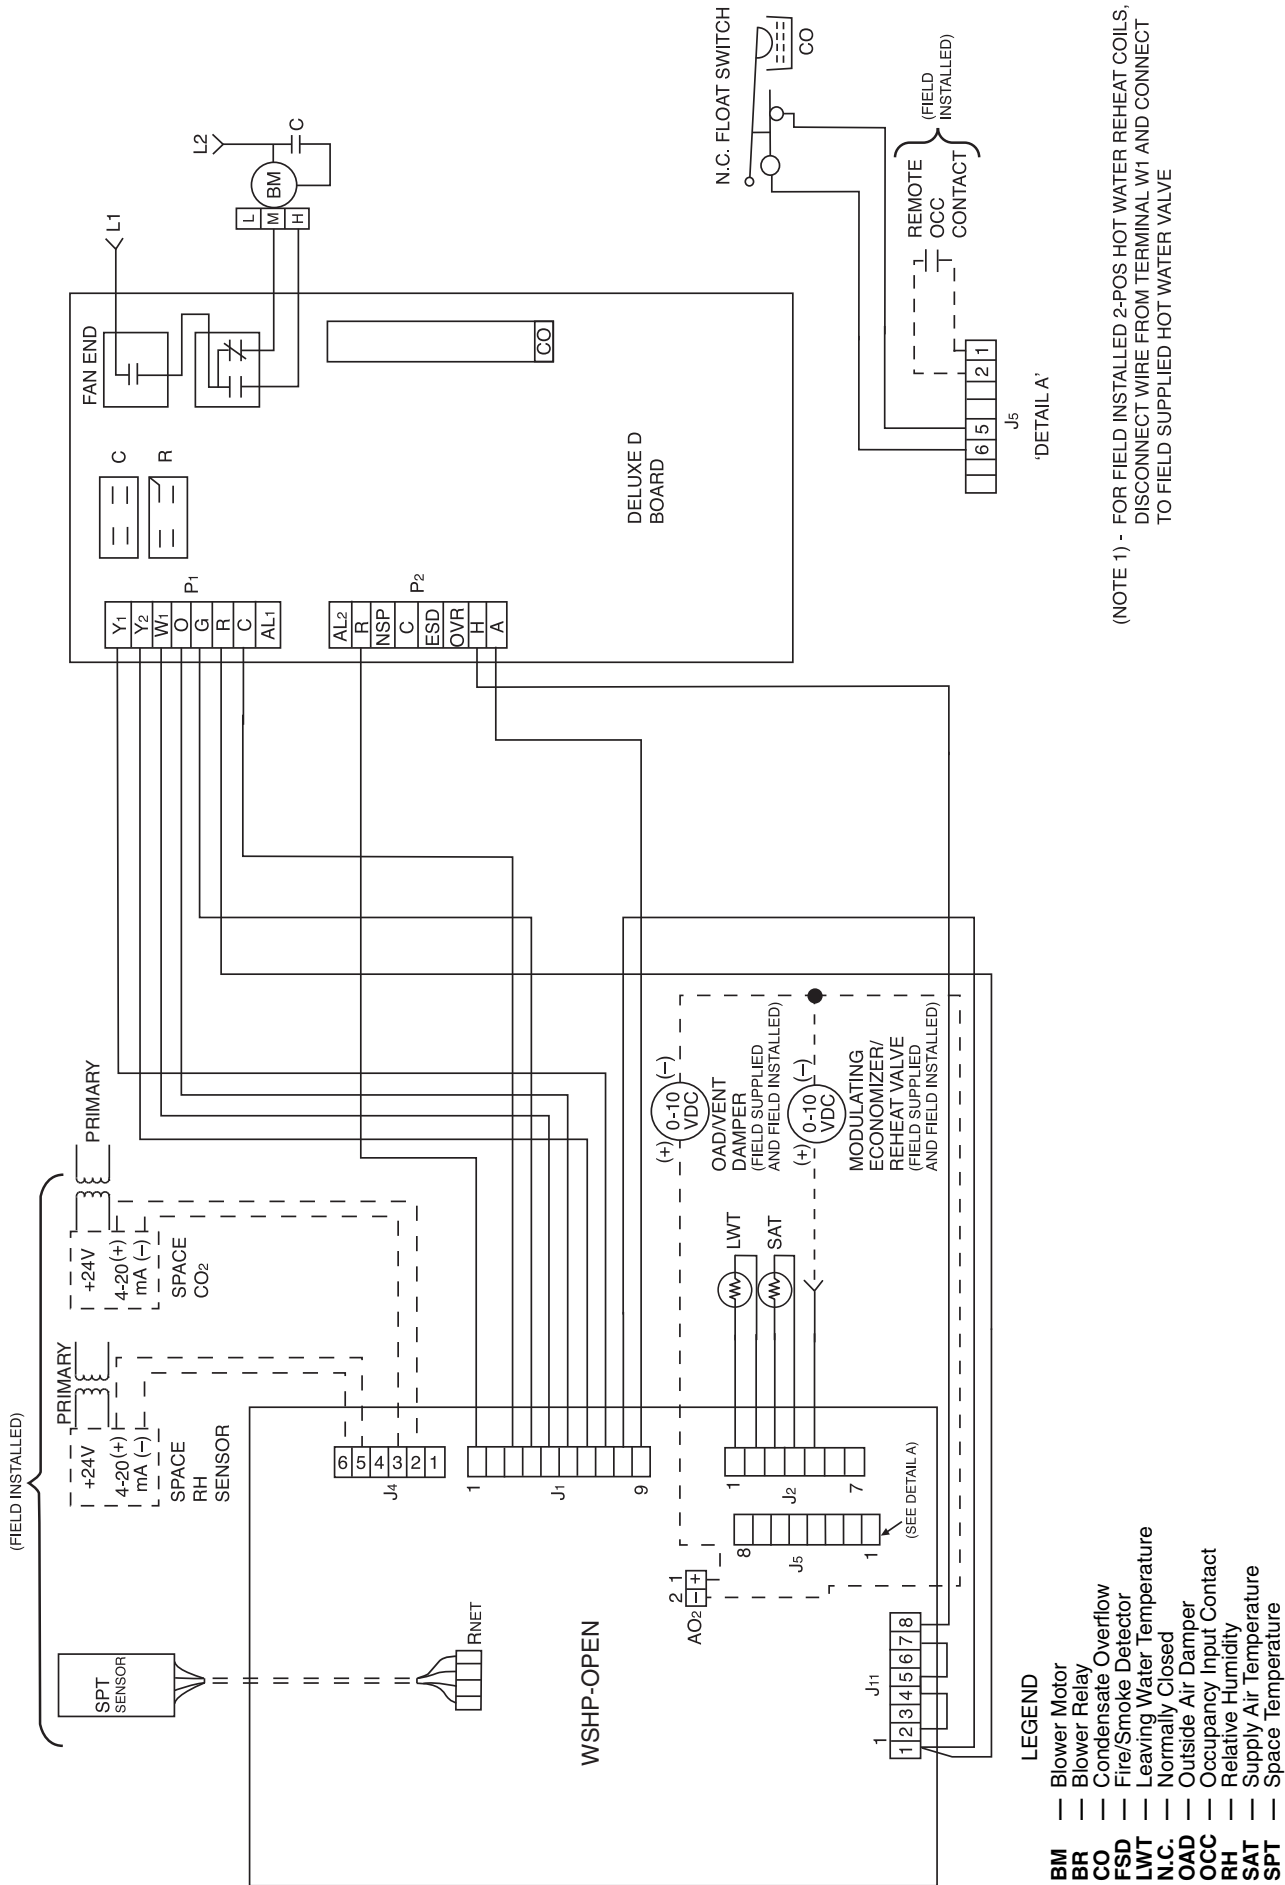 (FIELD INSTALLED)
SPT
SENSOR
PRIMARY
+24V
4-20 (+)
mA (−)
SPACE
RH
SENSOR
PRIMARY
+24V
4-20 (+)
mA (−)
SPACE
CO2
RNET
WSHP-OPEN
6 5 4 3 2 1
J4
1
J1
9
1
J2
7
8
J5
1
(SEE DETAIL A)
2 1
− +
AO2
1
J11
1 2 3 4 5 6 7 8
LWT
SAT
(+) 0-10 VDC (−)
OAD/VENT
DAMPER
(FIELD SUPPLIED
AND FIELD INSTALLED)
(+) 0-10 VDC (−)
MODULATING
ECONOMIZER/
REHEAT VALVE
(FIELD SUPPLIED
AND FIELD INSTALLED)
Y1
Y2
W1
O
G
R
C
AL1
P1
AL2
R
NSP
C
ESD
OVR
H
A
P2
C
R
FAN END
DELUXE D
BOARD
CO
L1
L2
L
M
H
BM
C
N.C. FLOAT SWITCH
CO
REMOTE
OCC
CONTACT
(FIELD
INSTALLED)
6 5 2 1
J5
'DETAIL A'
(NOTE 1) - FOR FIELD INSTALLED 2-POS HOT WATER REHEAT COILS,
DISCONNECT WIRE FROM TERMINAL W1 AND CONNECT
TO FIELD SUPPLIED HOT WATER VALVE
LEGEND
BM — Blower Motor
BR — Blower Relay
CO — Condensate Overflow
FSD — Fire/Smoke Detector
LWT — Leaving Water Temperature
N.C. — Normally Closed
OAD — Outside Air Damper
OCC — Occupancy Input Contact
RH — Relative Humidity
SAT — Supply Air Temperature
SPT — Space Temperature